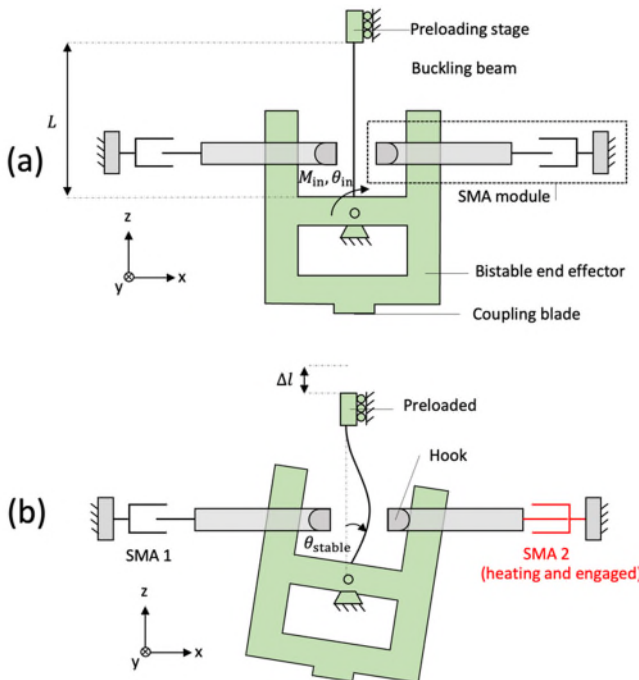 Preloading stage
Buckling beam
L
(a)
M_in, θ_in
SMA module
z
y
x
Bistable end effector
Coupling blade
Δl
Preloaded
(b)
Hook
θ_stable
SMA 1
SMA 2
(heating and engaged)
z
y
x